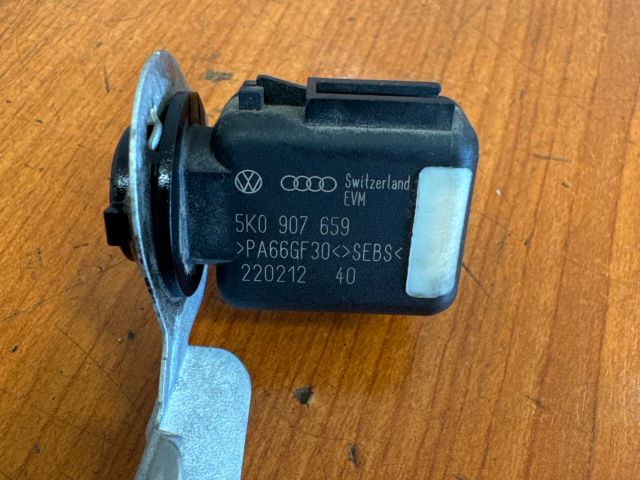 Switzerland
EVM
5K0 907 659
>PA66GF30<>SEBS<
220212 40